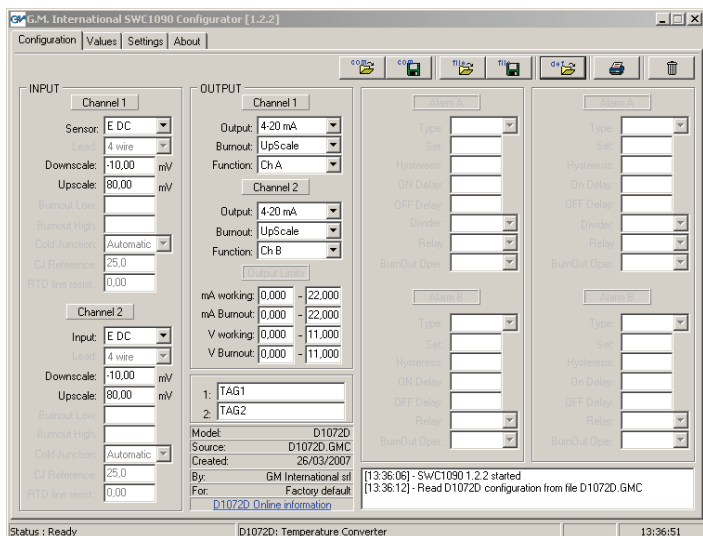 G.M. International SWC1090 Configurator [1.2.2]
Configuration Values Settings About
com com file file def
INPUT
Channel 1
Sensor: E DC
Lead: 4 wire
Downscale: -10,00 mV
Upscale: 80,00 mV
Burnout Low:
Burnout High:
Cold Junction: Automatic
CJ Reference: 25,0
RTD line resist.: 0,00
Channel 2
Input: E DC
Lead: 4 wire
Downscale: -10,00 mV
Upscale: 80,00 mV
Burnout Low:
Burnout High:
Cold Junction: Automatic
CJ Reference: 25,0
RTD line resist.: 0,00
OUTPUT
Channel 1
Output: 4-20 mA
Burnout: UpScale
Function: Ch A
Channel 2
Output: 4-20 mA
Burnout: UpScale
Function: Ch B
Output Limits
mA working: 0,000 - 22,000
mA Burnout: 0,000 - 22,000
V working: 0,000 - 11,000
V Burnout: 0,000 - 11,000
1: TAG1
2: TAG2
Model: D1072D
Source: D1072D.GMC
Created: 26/03/2007
By: GM International srl
For: Factory default
D1072D Online information
Alarm A
Type:
Set:
Hysteresis:
ON Delay:
OFF Delay:
Divider:
Relay:
BurnOut Oper:
Alarm B
Type:
Set:
Hysteresis:
ON Delay:
OFF Delay:
Relay:
BurnOut Oper:
Alarm A
Type:
Set:
Hysteresis:
On Delay:
OFF Delay:
Divider:
Relay:
BurnOut Oper:
Alarm B
Type:
Set:
Hysteresis:
On Delay:
OFF Delay:
Relay:
BurnOut Oper:
[13:36:06] - SWC1090 1.2.2 started
[13:36:12] - Read D1072D configuration from file D1072D.GMC
Status : Ready D1072D: Temperature Converter 13:36:51